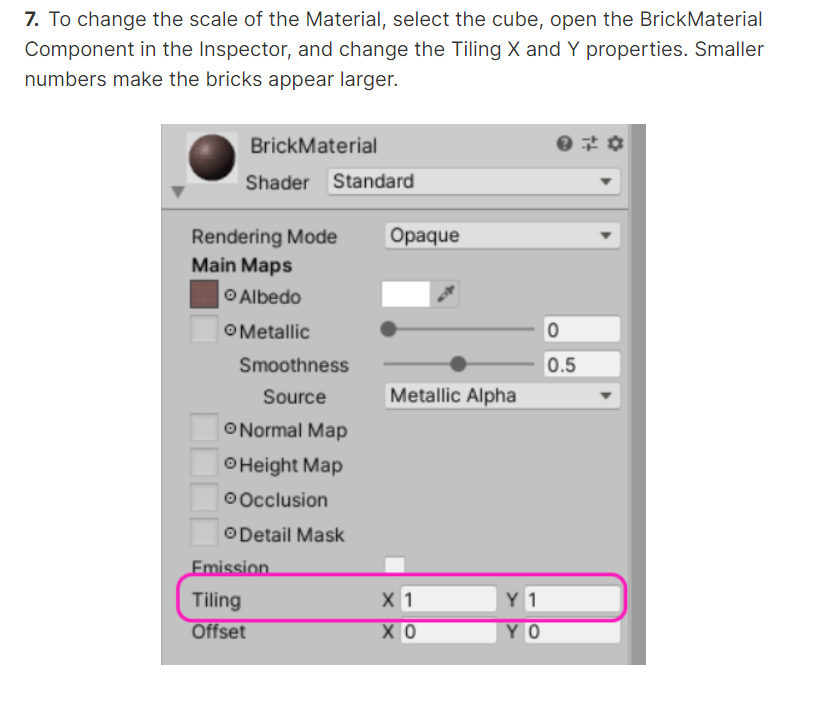 7. To change the scale of the Material, select the cube, open the BrickMaterial
Component in the Inspector, and change the Tiling X and Y properties. Smaller
numbers make the bricks appear larger.
BrickMaterial
Shader Standard
Rendering Mode Opaque
Main Maps
Albedo
Metallic 0
Smoothness 0.5
Source Metallic Alpha
Normal Map
Height Map
Occlusion
Detail Mask
Emission
Tiling X 1 Y 1
Offset X 0 Y 0